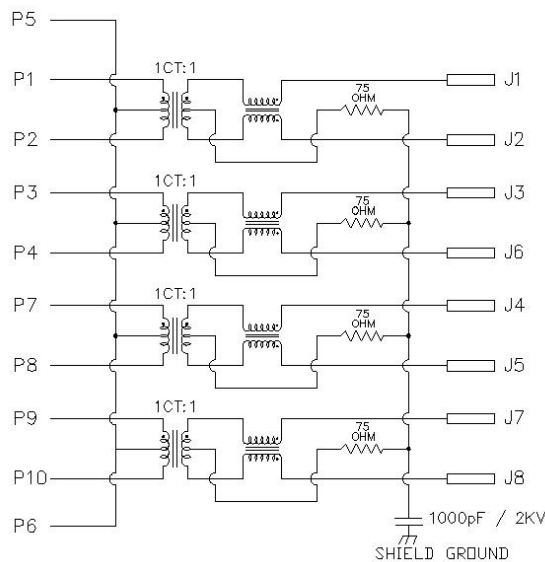 P5
P1
1CT:1
75
OHM
J1
P2
J2
P3
1CT:1
75
OHM
J3
P4
J6
P7
1CT:1
75
OHM
J4
P8
J5
P9
1CT:1
75
OHM
J7
P10
J8
P6
1000pF / 2KV
SHIELD GROUND